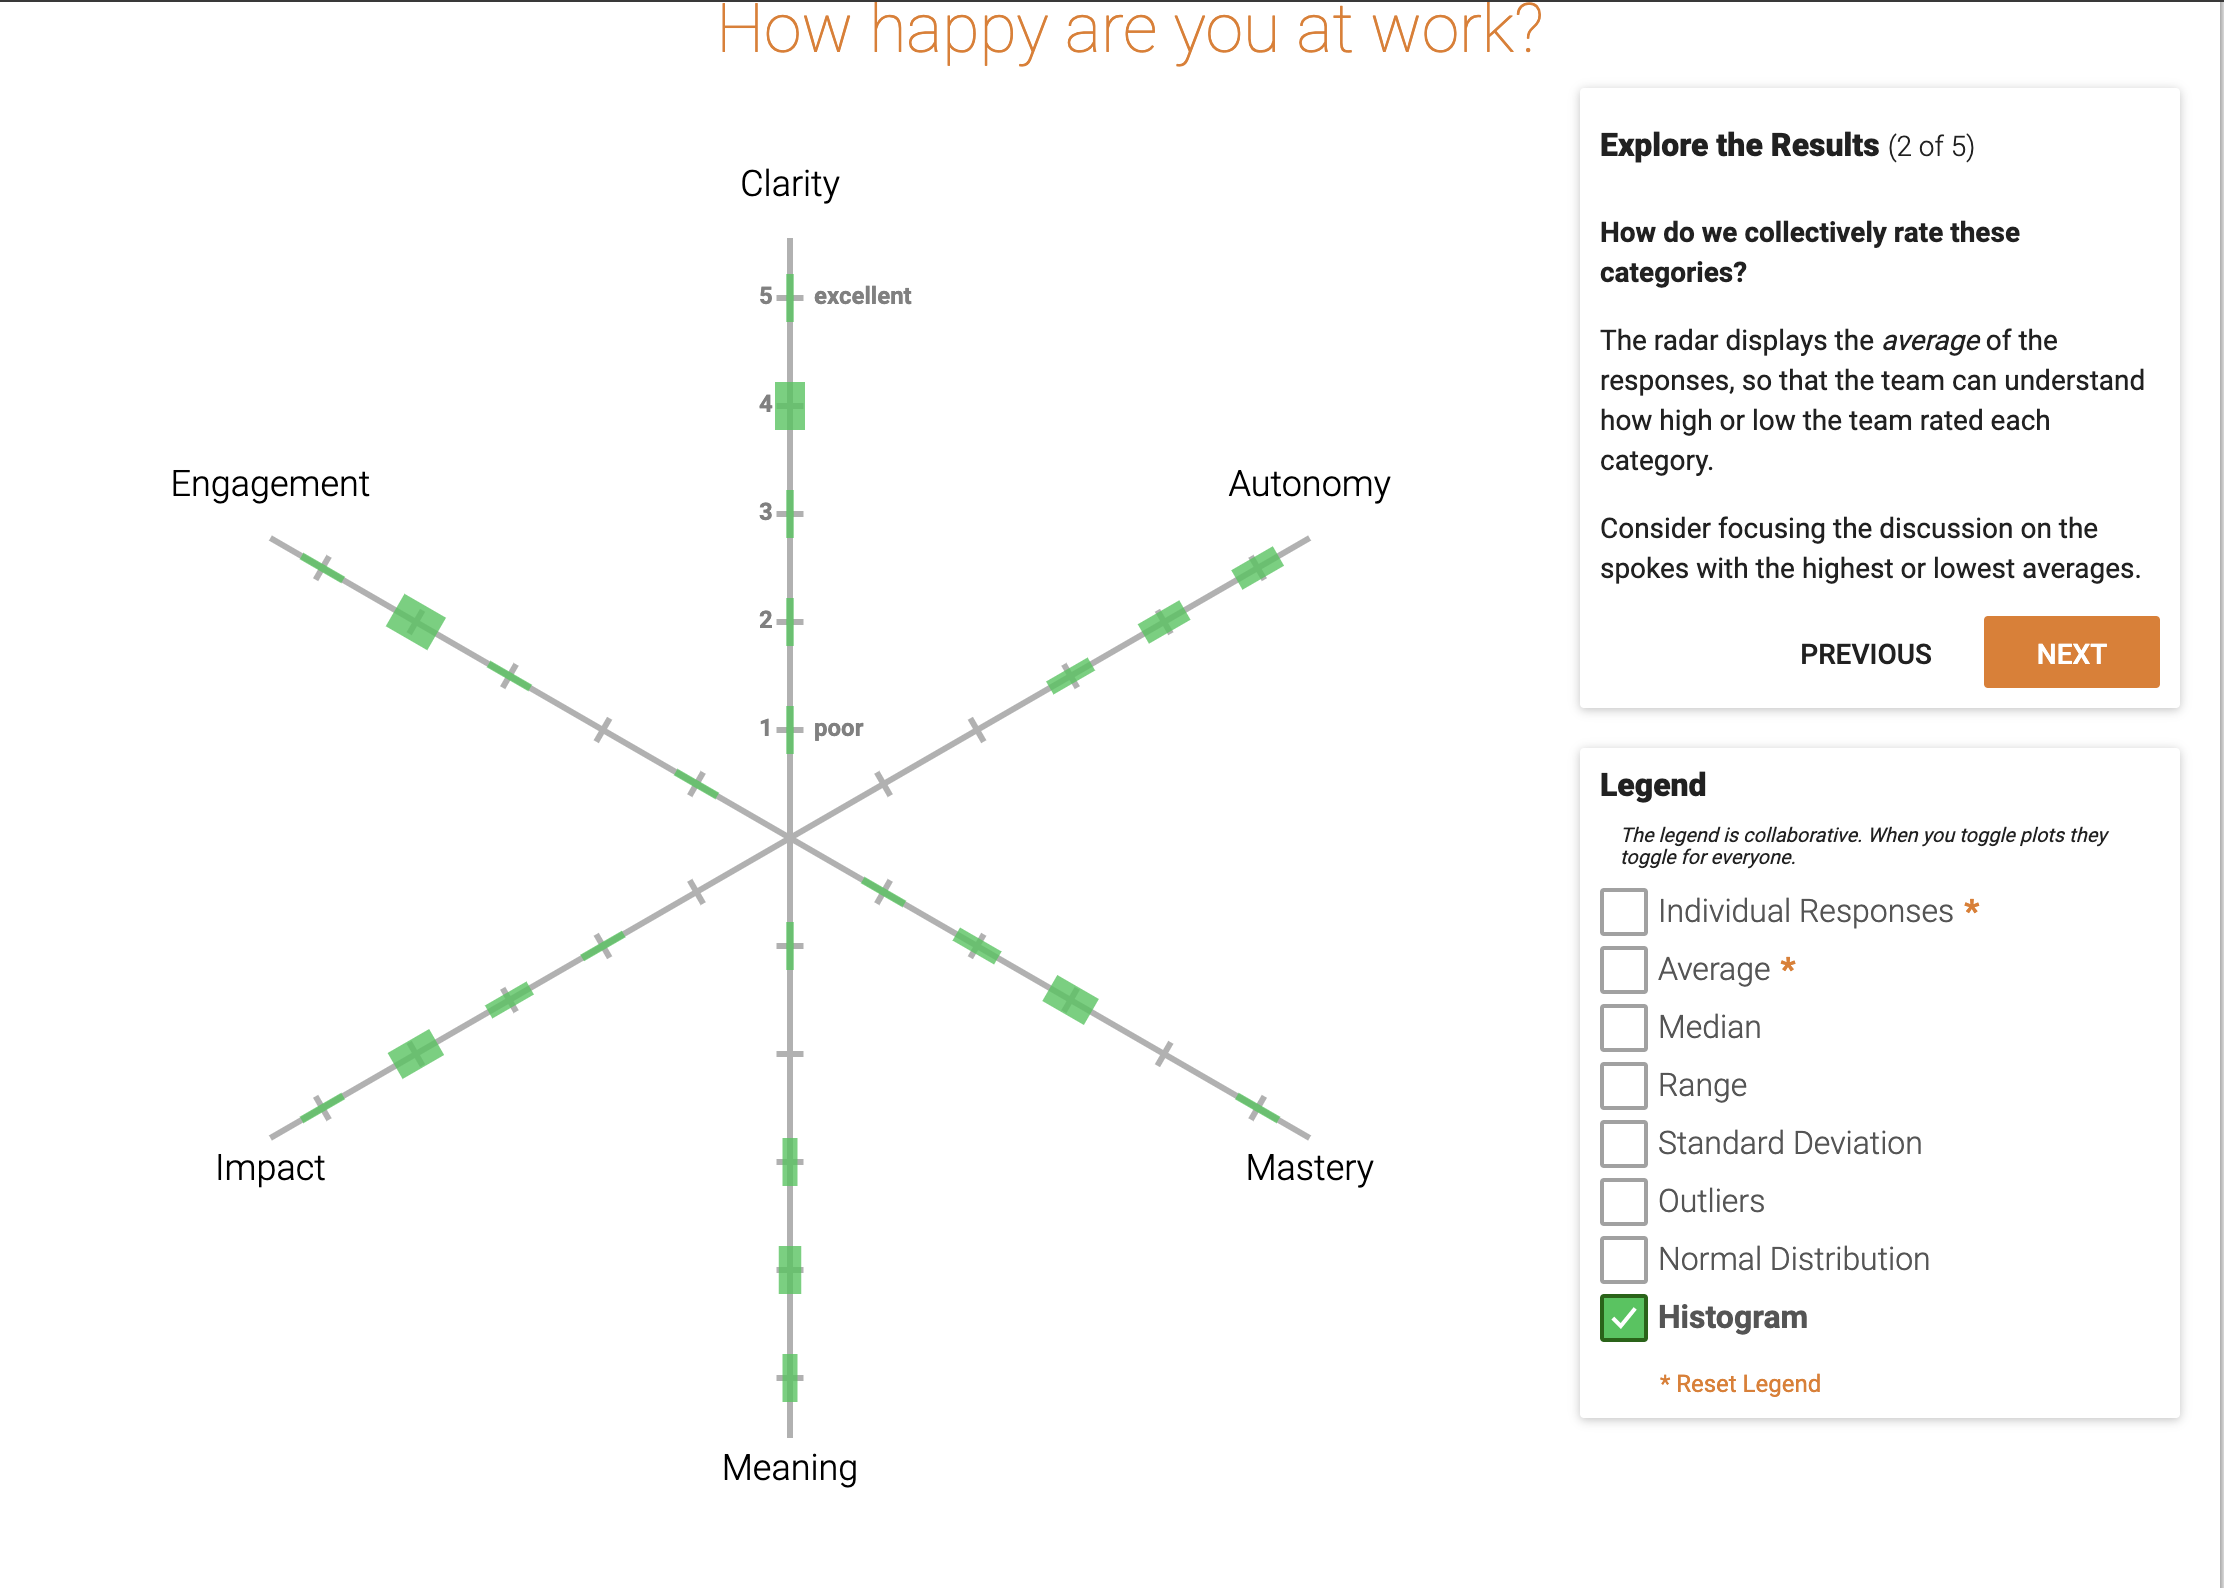 How happy are you at work?
Clarity
5 excellent
4
3
2
1 poor
Engagement
Autonomy
Impact
Mastery
Meaning
Explore the Results (2 of 5)
How do we collectively rate these
categories?
The radar displays the average of the
responses, so that the team can understand
how high or low the team rated each
category.
Consider focusing the discussion on the
spokes with the highest or lowest averages.
PREVIOUS
NEXT
Legend
The legend is collaborative. When you toggle plots they
toggle for everyone.
Individual Responses *
Average *
Median
Range
Standard Deviation
Outliers
Normal Distribution
Histogram
* Reset Legend